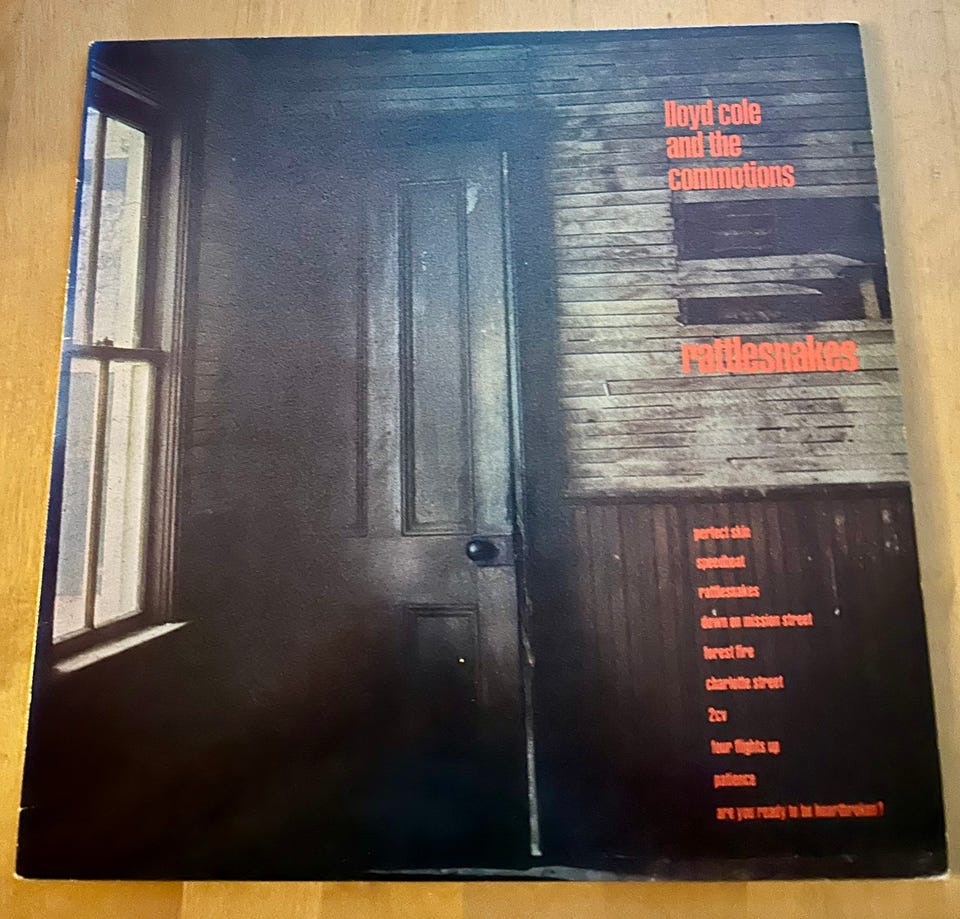 lloyd cole
and the
commotions
rattlesnakes
perfect skin
speedboat
rattlesnakes
down on mission street
forest fire
charlotte street
2cv
four flights up
patience
are you ready to be heartbroken?